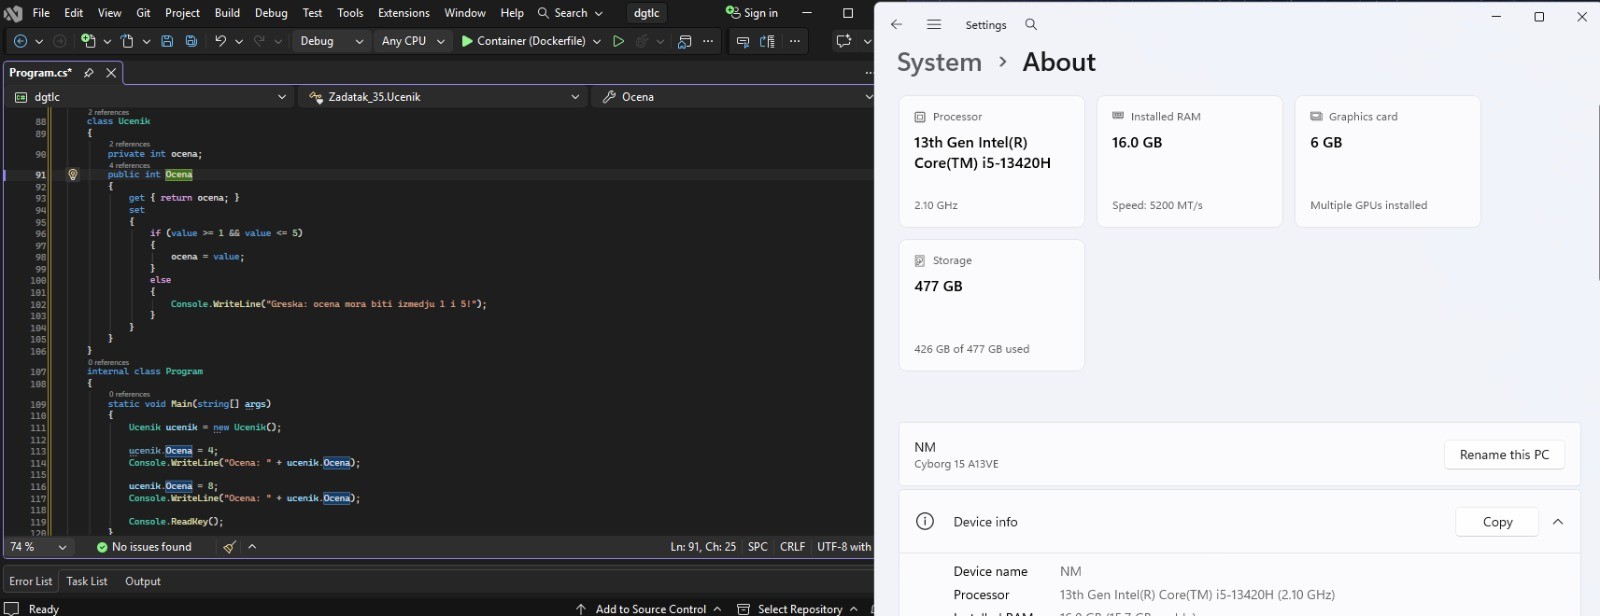 File Edit View Git Project Build Debug Test Tools Extensions Window Help Search dgtlc Sign in
Debug Any CPU Container (Dockerfile)
Program.cs*
dgtlc Zadatak_35.Ucenik Ocena
2 references
88 class Ucenik
89 {
2 references
90 private int ocena;
4 references
91 public int Ocena
92 {
93 get { return ocena; }
94 set
95 {
96 if (value >= 1 && value <= 5)
97 {
98 ocena = value;
99 }
100 else
101 {
102 Console.WriteLine("Greska: ocena mora biti izmedju 1 i 5!");
103 }
104 }
105 }
106 }
0 references
107 internal class Program
108 {
0 references
109 static void Main(string[] args)
110 {
111 Ucenik ucenik = new Ucenik();
112
113 ucenik.Ocena = 4;
114 Console.WriteLine("Ocena: " + ucenik.Ocena);
115
116 ucenik.Ocena = 8;
117 Console.WriteLine("Ocena: " + ucenik.Ocena);
118
119 Console.ReadKey();
120 }
74 % No issues found Ln: 91, Ch: 25 SPC CRLF UTF-8 with
Error List Task List Output
Ready Add to Source Control Select Repository
Settings
System > About
Processor
13th Gen Intel(R)
Core(TM) i5-13420H
2.10 GHz
Installed RAM
16.0 GB
Speed: 5200 MT/s
Graphics card
6 GB
Multiple GPUs installed
Storage
477 GB
426 GB of 477 GB used
NM
Cyborg 15 A13VE
Rename this PC
Device info Copy
Device name NM
Processor 13th Gen Intel(R) Core(TM) i5-13420H (2.10 GHz)